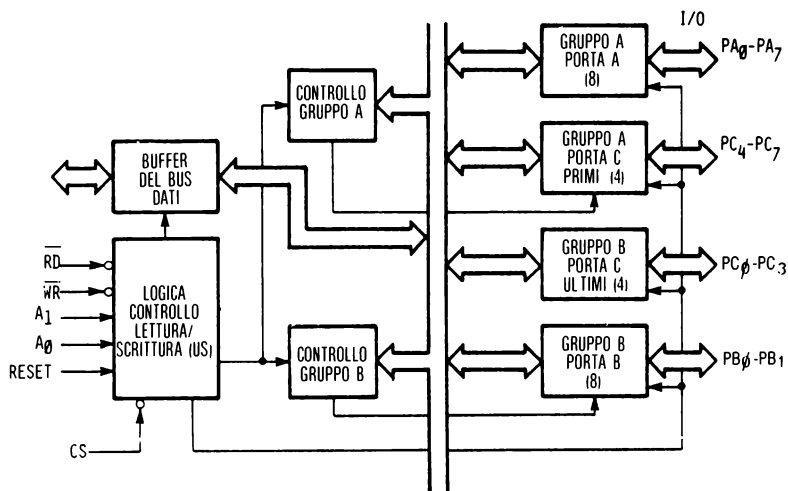 I/O
GRUPPO A
PORTA A
(8)
PAø-PA7
CONTROLLO
GRUPPO A
GRUPPO A
PORTA C
PRIMI (4)
PC4-PC7
BUFFER
DEL BUS
DATI
RD
WR
A1
Aø
RESET
CS
LOGICA
CONTROLLO
LETTURA/
SCRITTURA (US)
GRUPPO B
PORTA C
ULTIMI (4)
PCø-PC3
CONTROLLO
GRUPPO B
GRUPPO B
PORTA B
(8)
PBø-PB1